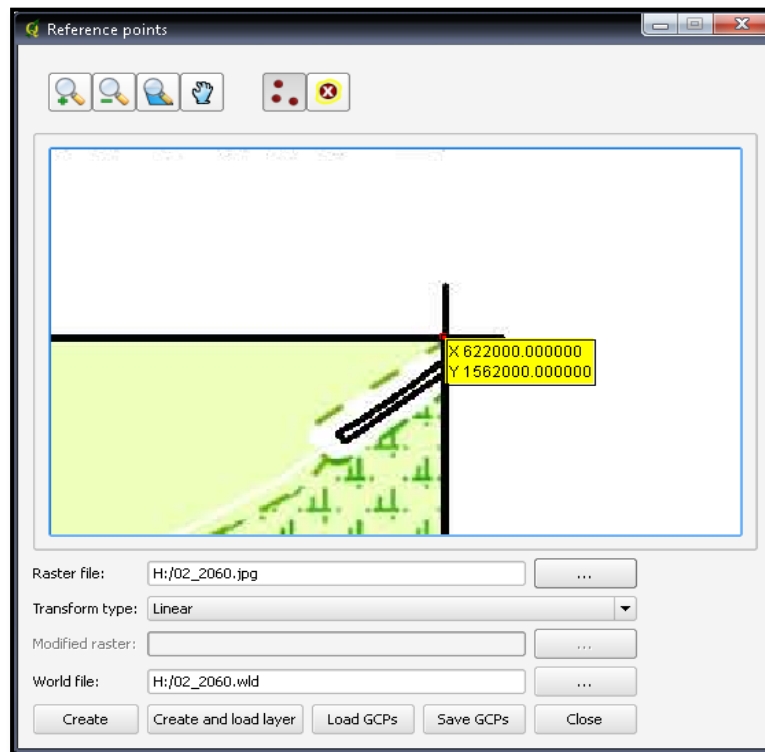 Reference points
X 622000.000000
Y 1562000.000000
Raster file: H:/02_2060.jpg ...
Transform type: Linear
Modified raster: ...
World file: H:/02_2060.wld ...
Create Create and load layer Load GCPs Save GCPs Close